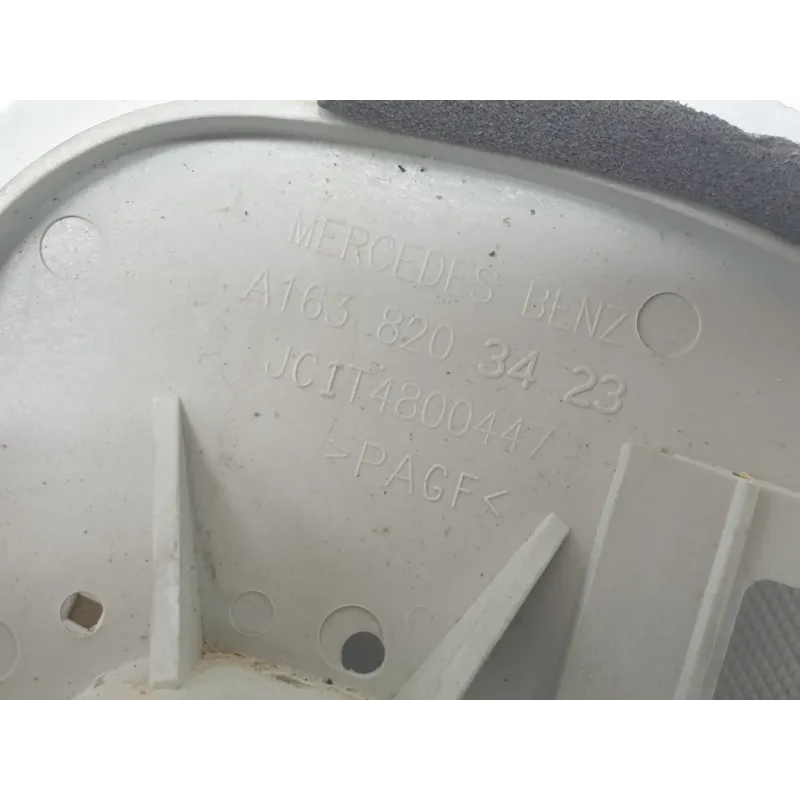 MERCEDES BENZ
A163 820 34 23
JCIT4800447
>PAGF<